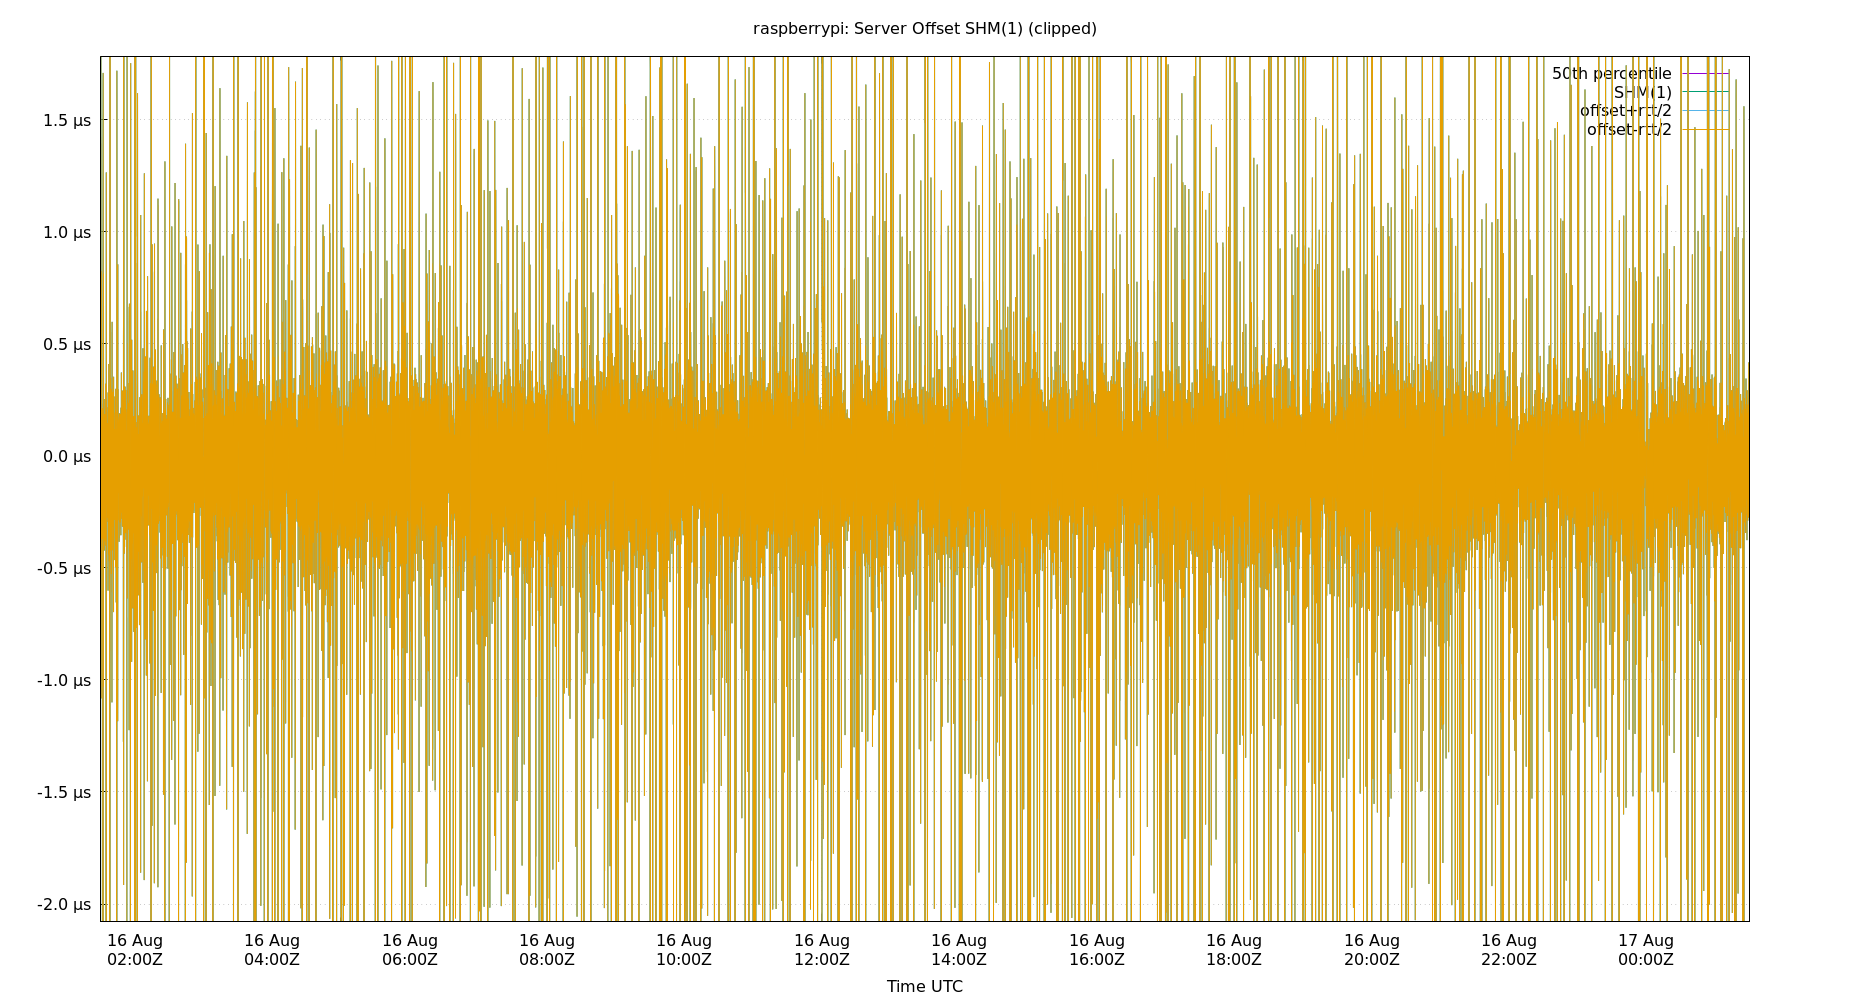 raspberrypi: Server Offset SHM(1) (clipped)
50th percentile
SHM(1)
offset+rtt/2
offset-rtt/2
1.5 µs
1.0 µs
0.5 µs
0.0 µs
-0.5 µs
-1.0 µs
-1.5 µs
-2.0 µs
16 Aug 16 Aug 16 Aug 16 Aug 16 Aug 16 Aug 16 Aug 16 Aug 16 Aug 16 Aug 16 Aug 17 Aug
02:00Z 04:00Z 06:00Z 08:00Z 10:00Z 12:00Z 14:00Z 16:00Z 18:00Z 20:00Z 22:00Z 00:00Z
Time UTC